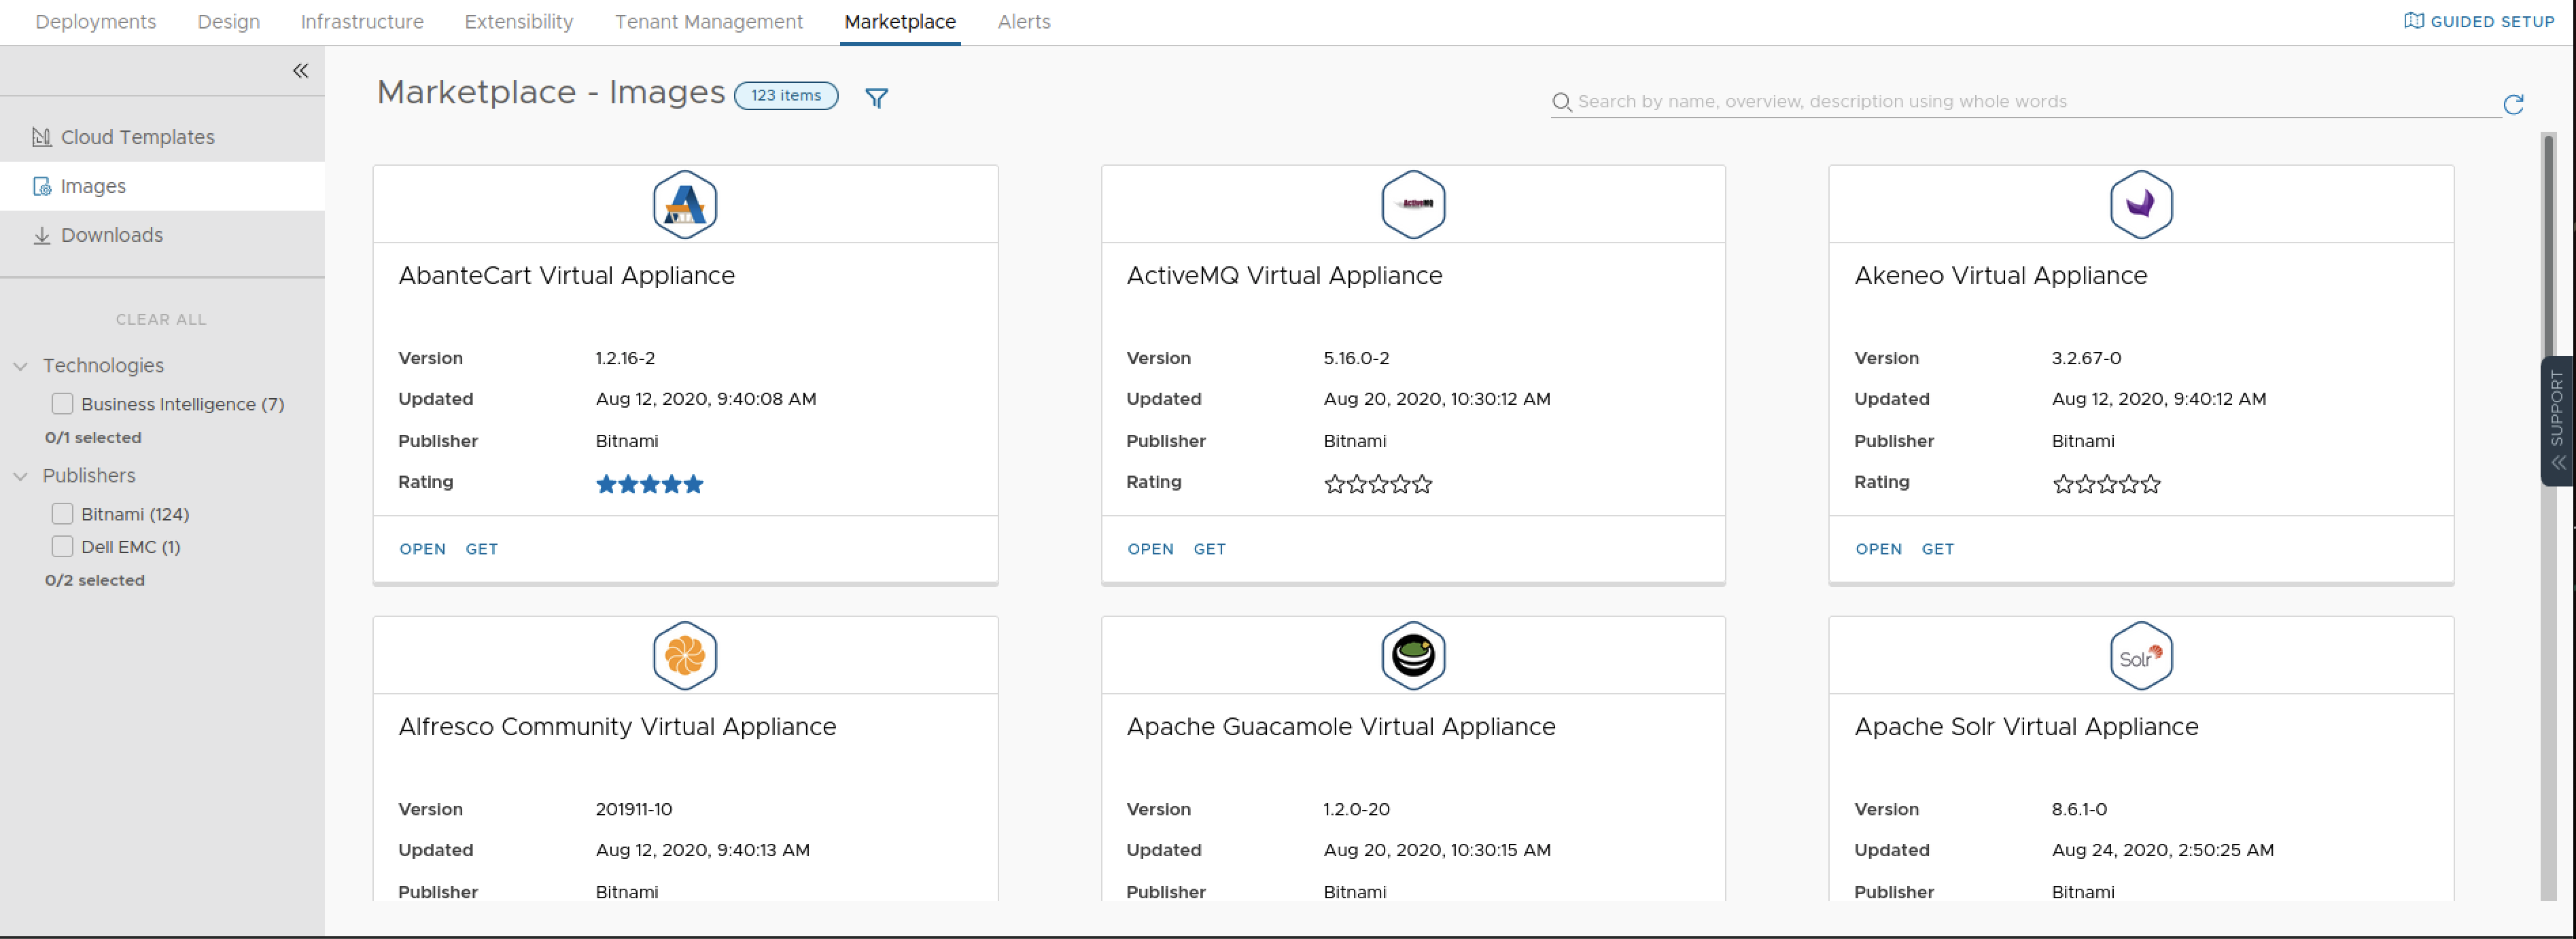 Deployments Design Infrastructure Extensibility Tenant Management Marketplace Alerts GUIDED SETUP
Cloud Templates
Images
Downloads
CLEAR ALL
Technologies
Business Intelligence (7)
0/1 selected
Publishers
Bitnami (124)
Dell EMC (1)
0/2 selected
Marketplace - Images 123 items
Search by name, overview, description using whole words
AbanteCart Virtual Appliance
Version 1.2.16-2
Updated Aug 12, 2020, 9:40:08 AM
Publisher Bitnami
Rating
OPEN GET
ActiveMQ
ActiveMQ Virtual Appliance
Version 5.16.0-2
Updated Aug 20, 2020, 10:30:12 AM
Publisher Bitnami
Rating
OPEN GET
Akeneo Virtual Appliance
Version 3.2.67-0
Updated Aug 12, 2020, 9:40:12 AM
Publisher Bitnami
Rating
OPEN GET
Alfresco Community Virtual Appliance
Version 201911-10
Updated Aug 12, 2020, 9:40:13 AM
Publisher Bitnami
Apache Guacamole Virtual Appliance
Version 1.2.0-20
Updated Aug 20, 2020, 10:30:15 AM
Publisher Bitnami
Solr
Apache Solr Virtual Appliance
Version 8.6.1-0
Updated Aug 24, 2020, 2:50:25 AM
Publisher Bitnami
SUPPORT